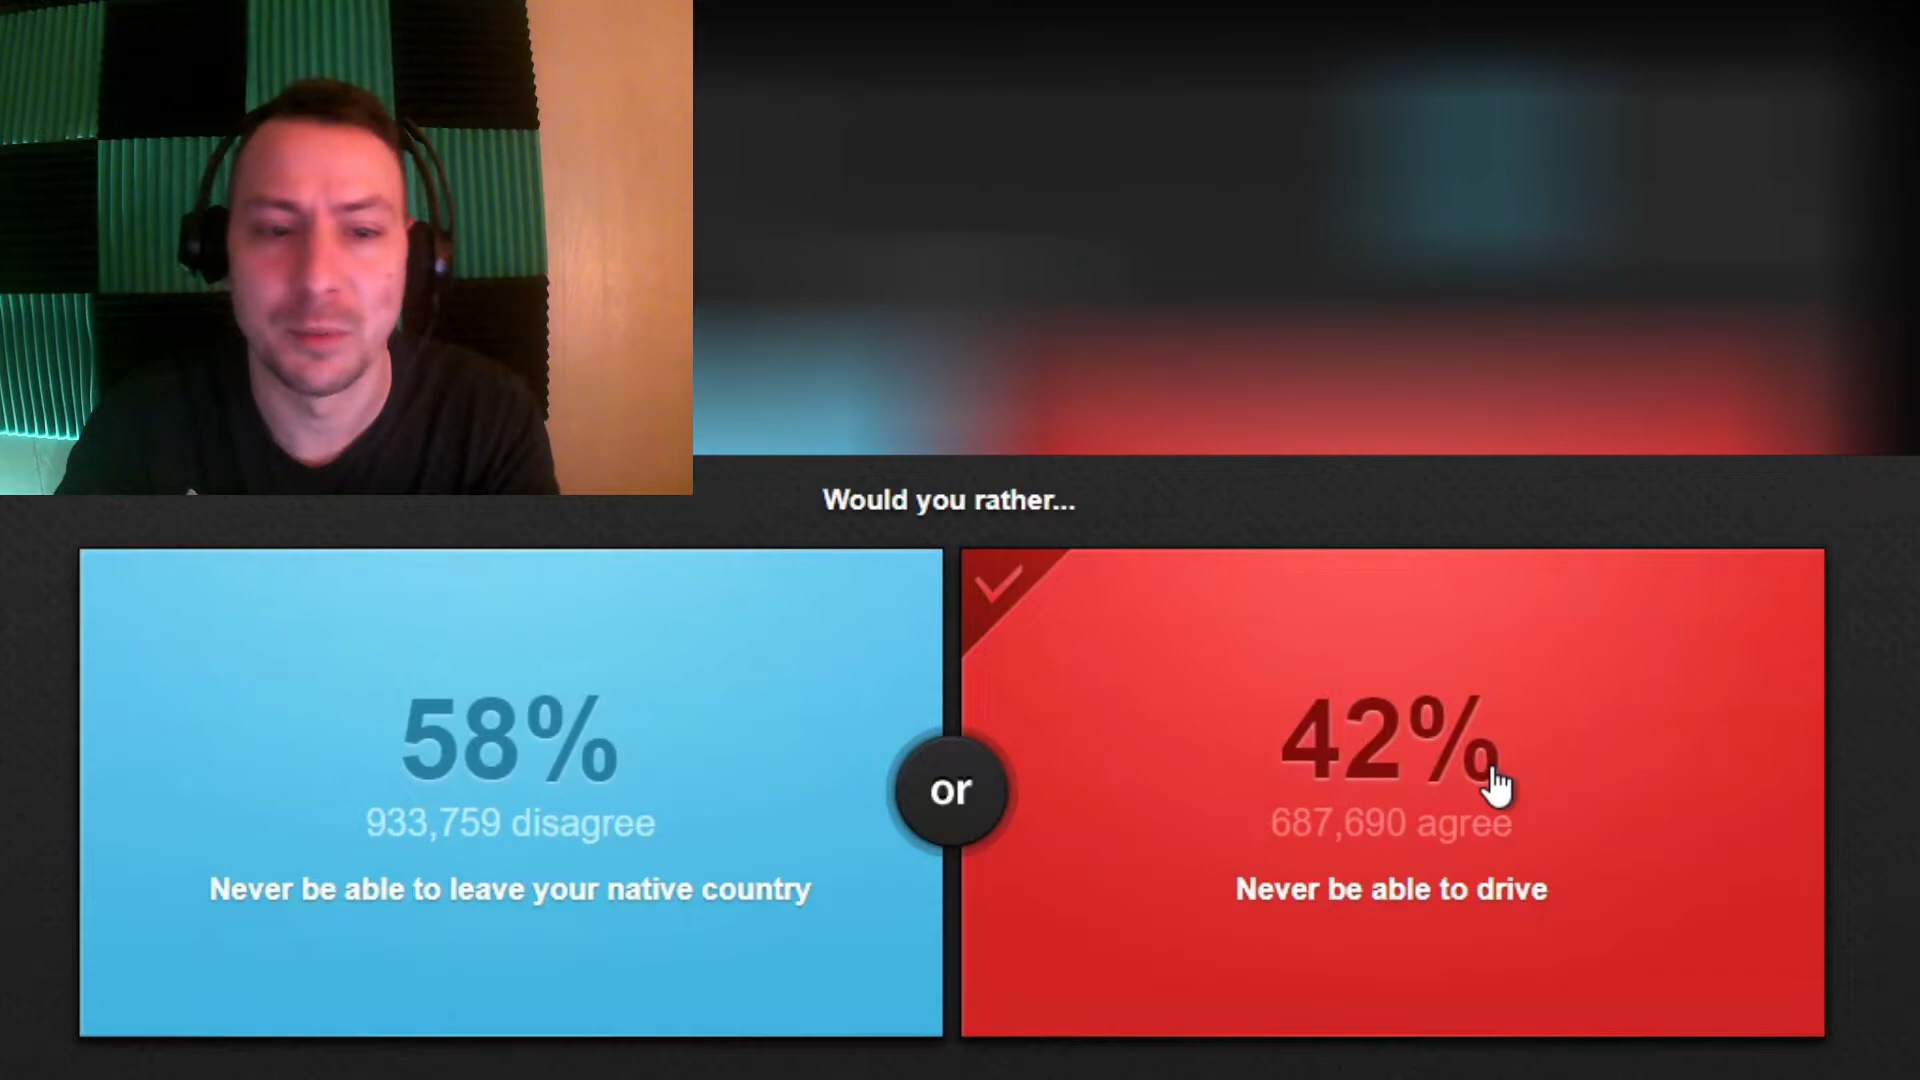 Would you rather...
58%
933,759 disagree
Never be able to leave your native country
or
42%
687,690 agree
Never be able to drive